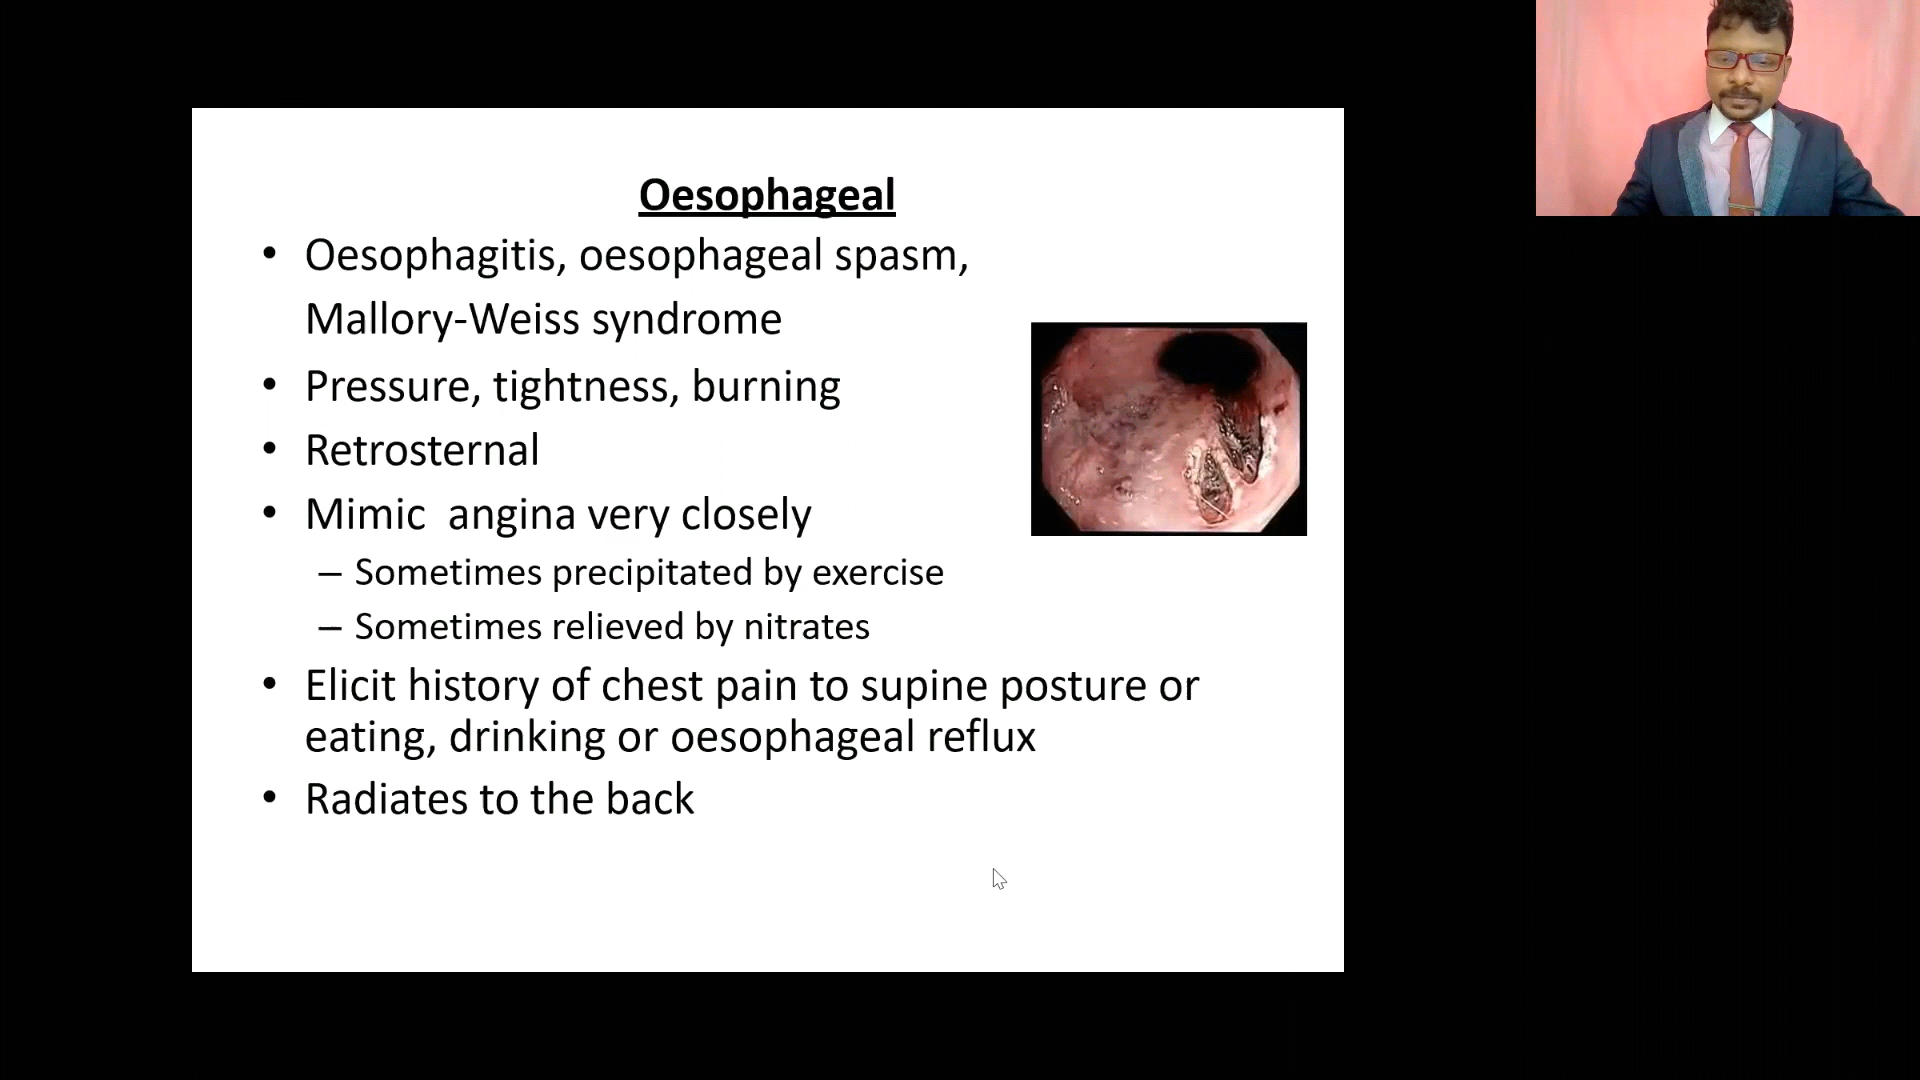 Oesophageal
• Oesophagitis, oesophageal spasm,
Mallory-Weiss syndrome
• Pressure, tightness, burning
• Retrosternal
• Mimic  angina very closely
– Sometimes precipitated by exercise
– Sometimes relieved by nitrates
• Elicit history of chest pain to supine posture or
eating, drinking or oesophageal reflux
• Radiates to the back